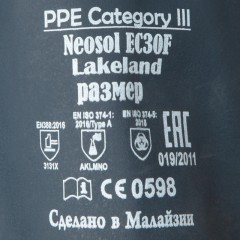 PPE Category III
Neosol EC30F
Lakeland
размер
EN388:2016
3131X
EN ISO 374-1:
2016/Type A
AKLMNO
EN ISO 374-5:
2016
EAC
019/2011
CE 0598
Сделано в Малайзии